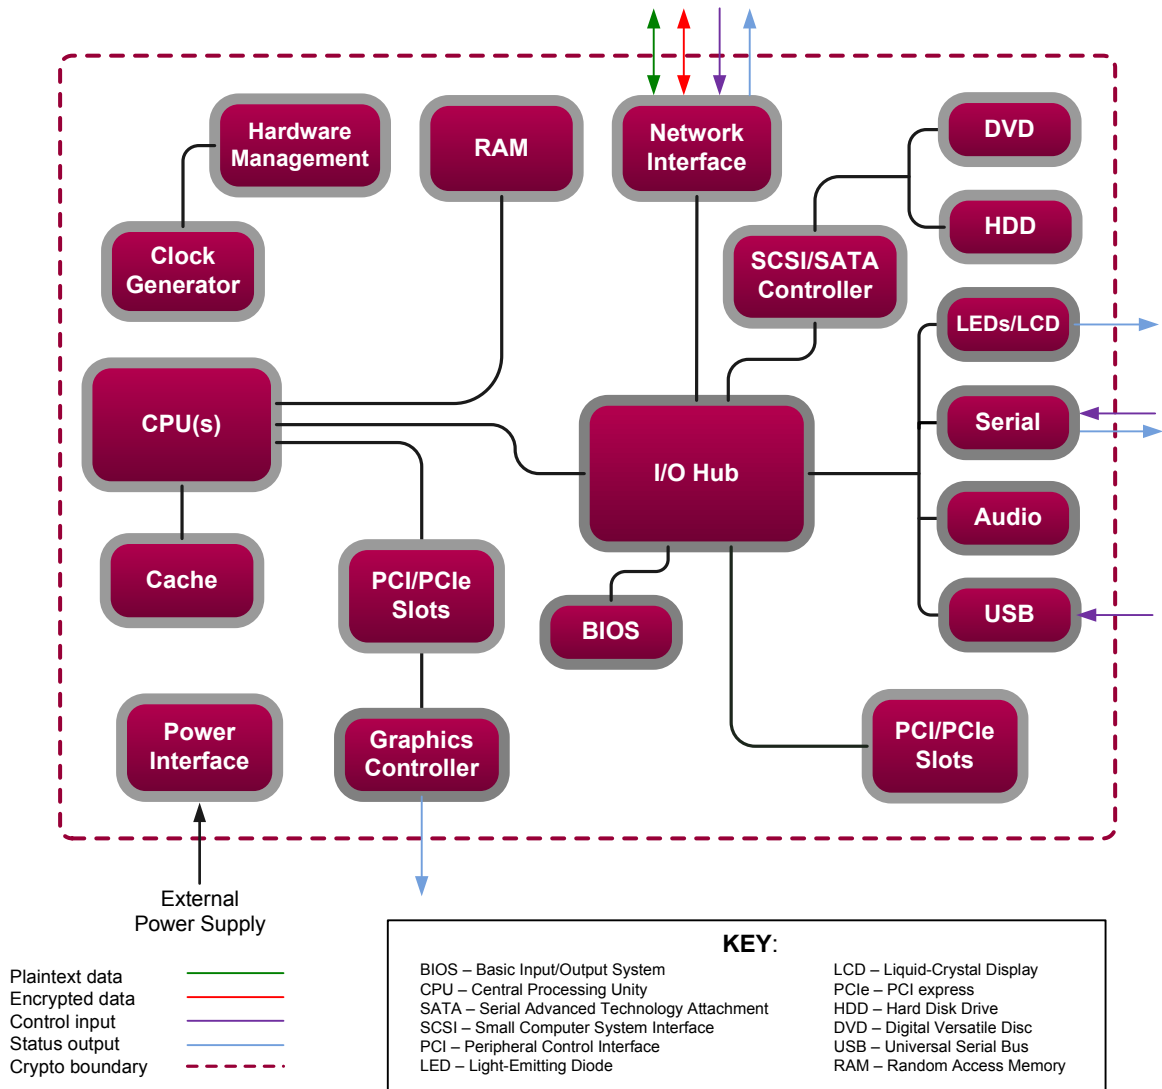 Hardware
Management
RAM
Network
Interface
DVD
HDD
Clock
Generator
SCSI/SATA
Controller
LEDs/LCD
CPU(s)
Serial
I/O Hub
Audio
Cache
PCI/PCIe
Slots
BIOS
USB
Power
Interface
Graphics
Controller
PCI/PCIe
Slots
External
Power Supply
Plaintext data
Encrypted data
Control input
Status output
Crypto boundary
KEY:
BIOS – Basic Input/Output System
CPU – Central Processing Unity
SATA – Serial Advanced Technology Attachment
SCSI – Small Computer System Interface
PCI – Peripheral Control Interface
LED – Light-Emitting Diode
LCD – Liquid-Crystal Display
PCIe – PCI express
HDD – Hard Disk Drive
DVD – Digital Versatile Disc
USB – Universal Serial Bus
RAM – Random Access Memory